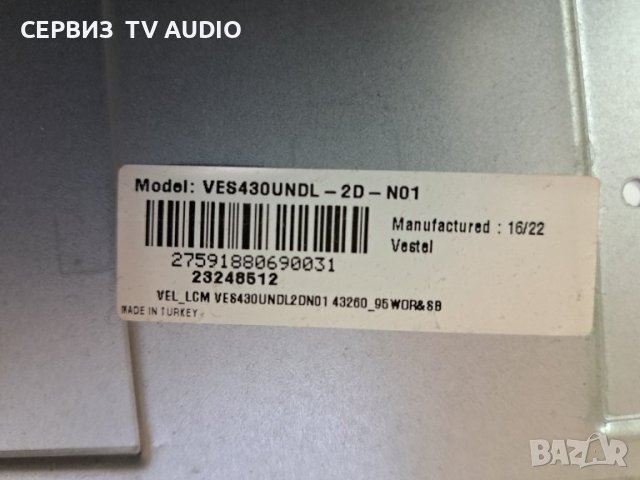 СЕРВИЗ TV AUDIO
Model: VES430UNDL-2D-N01
Manufactured : 16/22
Vestel
27591880690031
23248512
VEL_LCM VES430UNDL2DN01 43260_95WOR&SB
MADE IN TURKEY
BAZAR